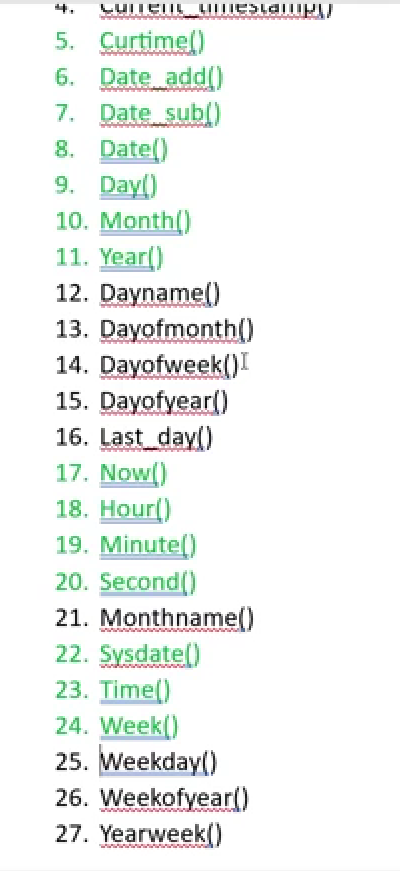 4. Current_timestamp()
5. Curtime()
6. Date_add()
7. Date_sub()
8. Date()
9. Day()
10. Month()
11. Year()
12. Dayname()
13. Dayofmonth()
14. Dayofweek()
15. Dayofyear()
16. Last_day()
17. Now()
18. Hour()
19. Minute()
20. Second()
21. Monthname()
22. Sysdate()
23. Time()
24. Week()
25. Weekday()
26. Weekofyear()
27. Yearweek()